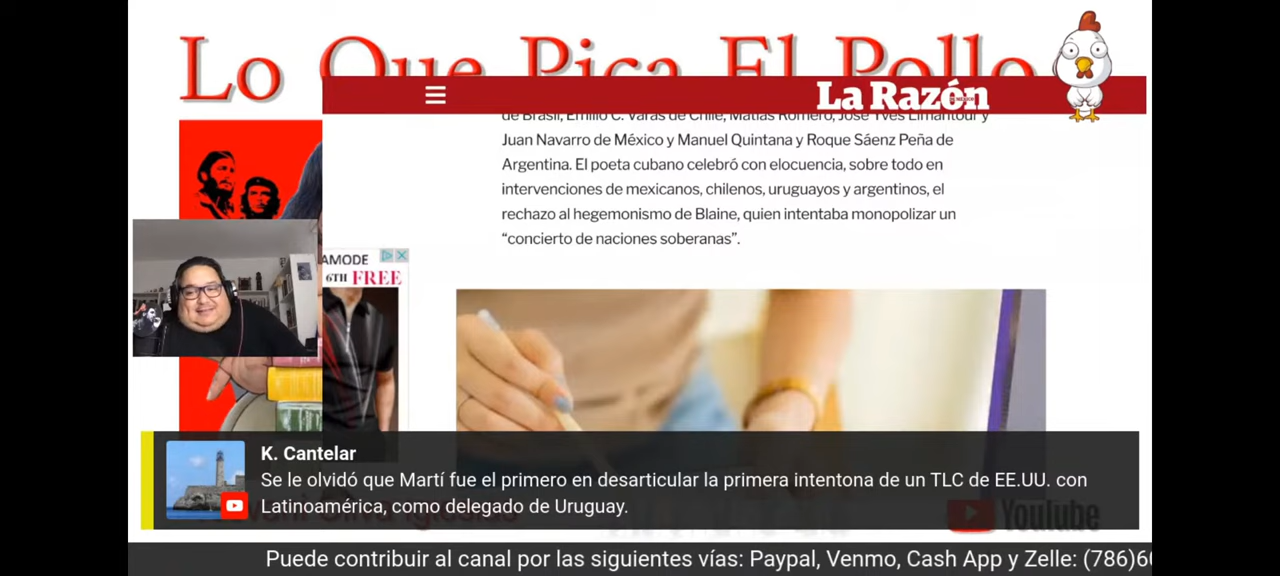 Lo Que Pica El Pollo
La Razón
de Brasil, Emilio C. Varas de Chile, Matías Romero, José Yves Limantour y
Juan Navarro de México y Manuel Quintana y Roque Sáenz Peña de
Argentina. El poeta cubano celebró con elocuencia, sobre todo en
intervenciones de mexicanos, chilenos, uruguayos y argentinos, el
rechazo al hegemonismo de Blaine, quien intentaba monopolizar un
“concierto de naciones soberanas”.
AMODE
6TH FREE
K. Cantelar
Se le olvidó que Martí fue el primero en desarticular la primera intentona de un TLC de EE.UU. con
Latinoamérica, como delegado de Uruguay.
YouTube
Puede contribuir al canal por las siguientes vías: Paypal, Venmo, Cash App y Zelle: (786)6